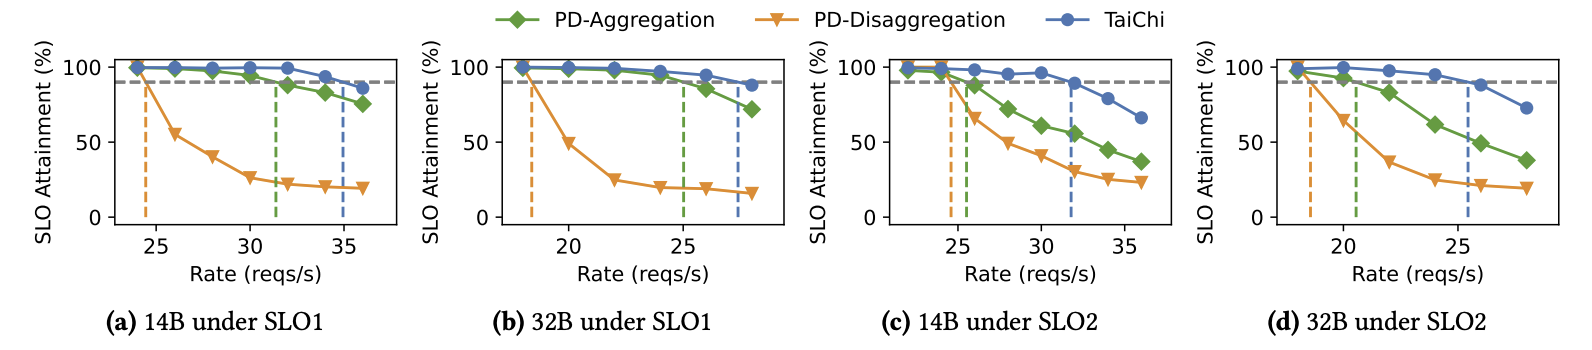 PD-Aggregation PD-Disaggregation TaiChi
SLO Attainment (%)
100
50
0
25 30 35
Rate (reqs/s)
(a) 14B under SLO1
SLO Attainment (%)
100
50
0
20 25
Rate (reqs/s)
(b) 32B under SLO1
SLO Attainment (%)
100
50
0
25 30 35
Rate (reqs/s)
(c) 14B under SLO2
SLO Attainment (%)
100
50
0
20 25
Rate (reqs/s)
(d) 32B under SLO2